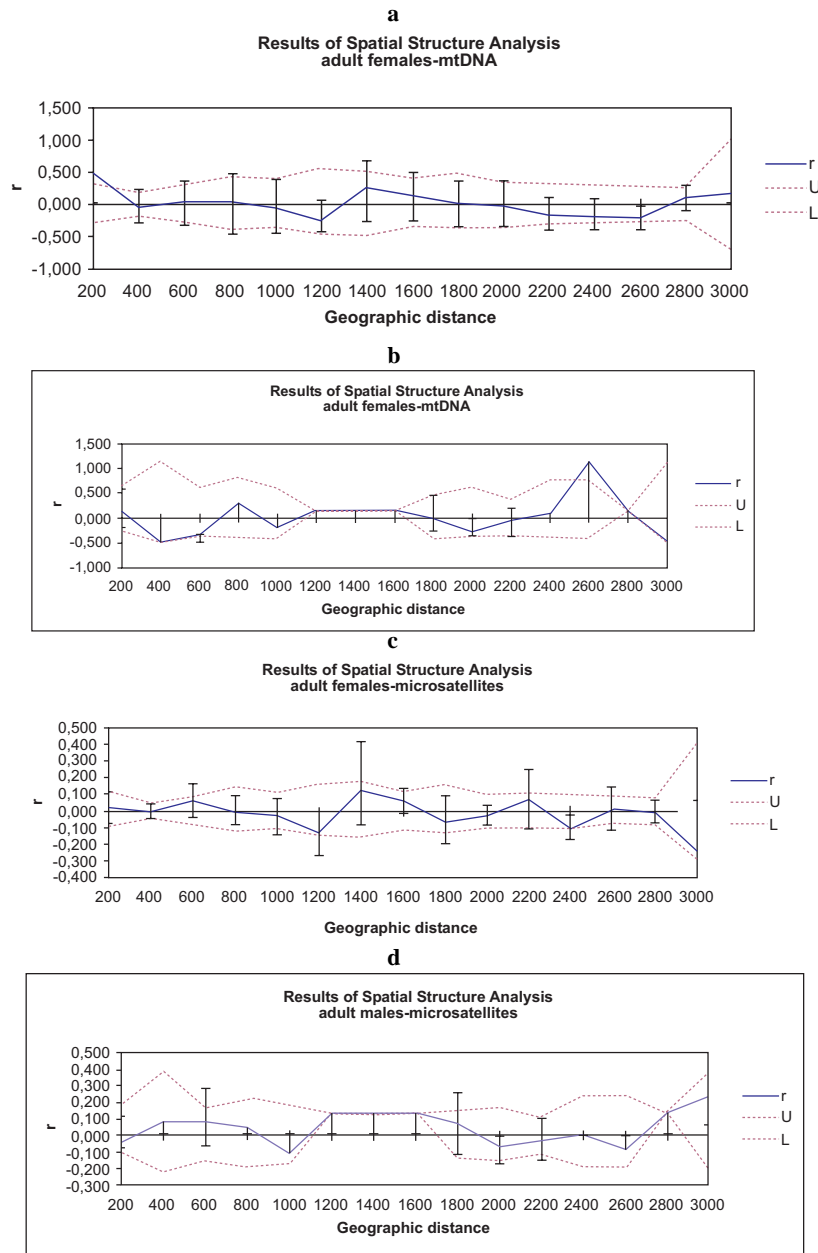 a
Results of Spatial Structure Analysis
adult females-mtDNA
1,500
1,000
0,500
0,000
-0,500
-1,000
r
200 400 600 800 1000 1200 1400 1600 1800 2000 2200 2400 2600 2800 3000
Geographic distance
r
U
L
b
Results of Spatial Structure Analysis
adult females-mtDNA
1,500
1,000
0,500
0,000
-0,500
-1,000
r
200 400 600 800 1000 1200 1400 1600 1800 2000 2200 2400 2600 2800 3000
Geographic distance
r
U
L
c
Results of Spatial Structure Analysis
adult females-microsatellites
0,500
0,400
0,300
0,200
0,100
0,000
-0,100
-0,200
-0,300
-0,400
r
200 400 600 800 1000 1200 1400 1600 1800 2000 2200 2400 2600 2800 3000
Geographic distance
r
U
L
d
Results of Spatial Structure Analysis
adult males-microsatellites
0,500
0,400
0,300
0,200
0,100
0,000
-0,100
-0,200
-0,300
r
200 400 600 800 1000 1200 1400 1600 1800 2000 2200 2400 2600 2800 3000
Geographic distance
r
U
L